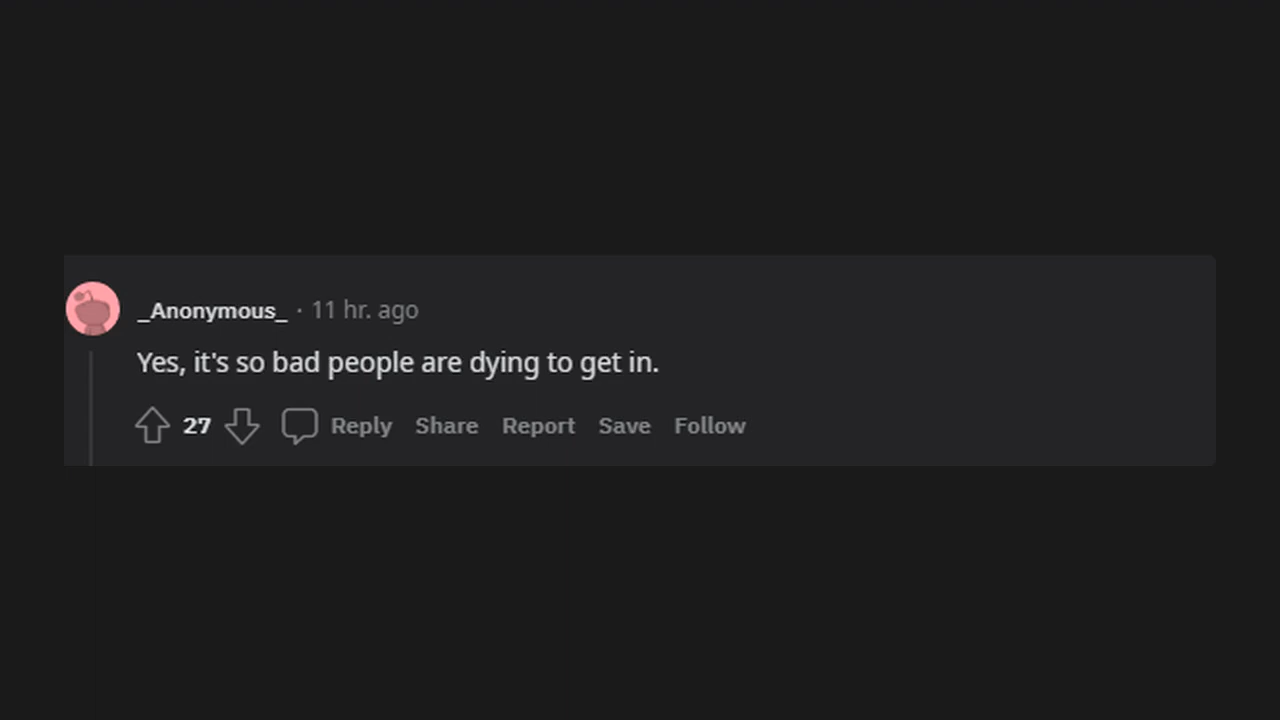 _Anonymous_ · 11 hr. ago
Yes, it's so bad people are dying to get in.
27 Reply Share Report Save Follow